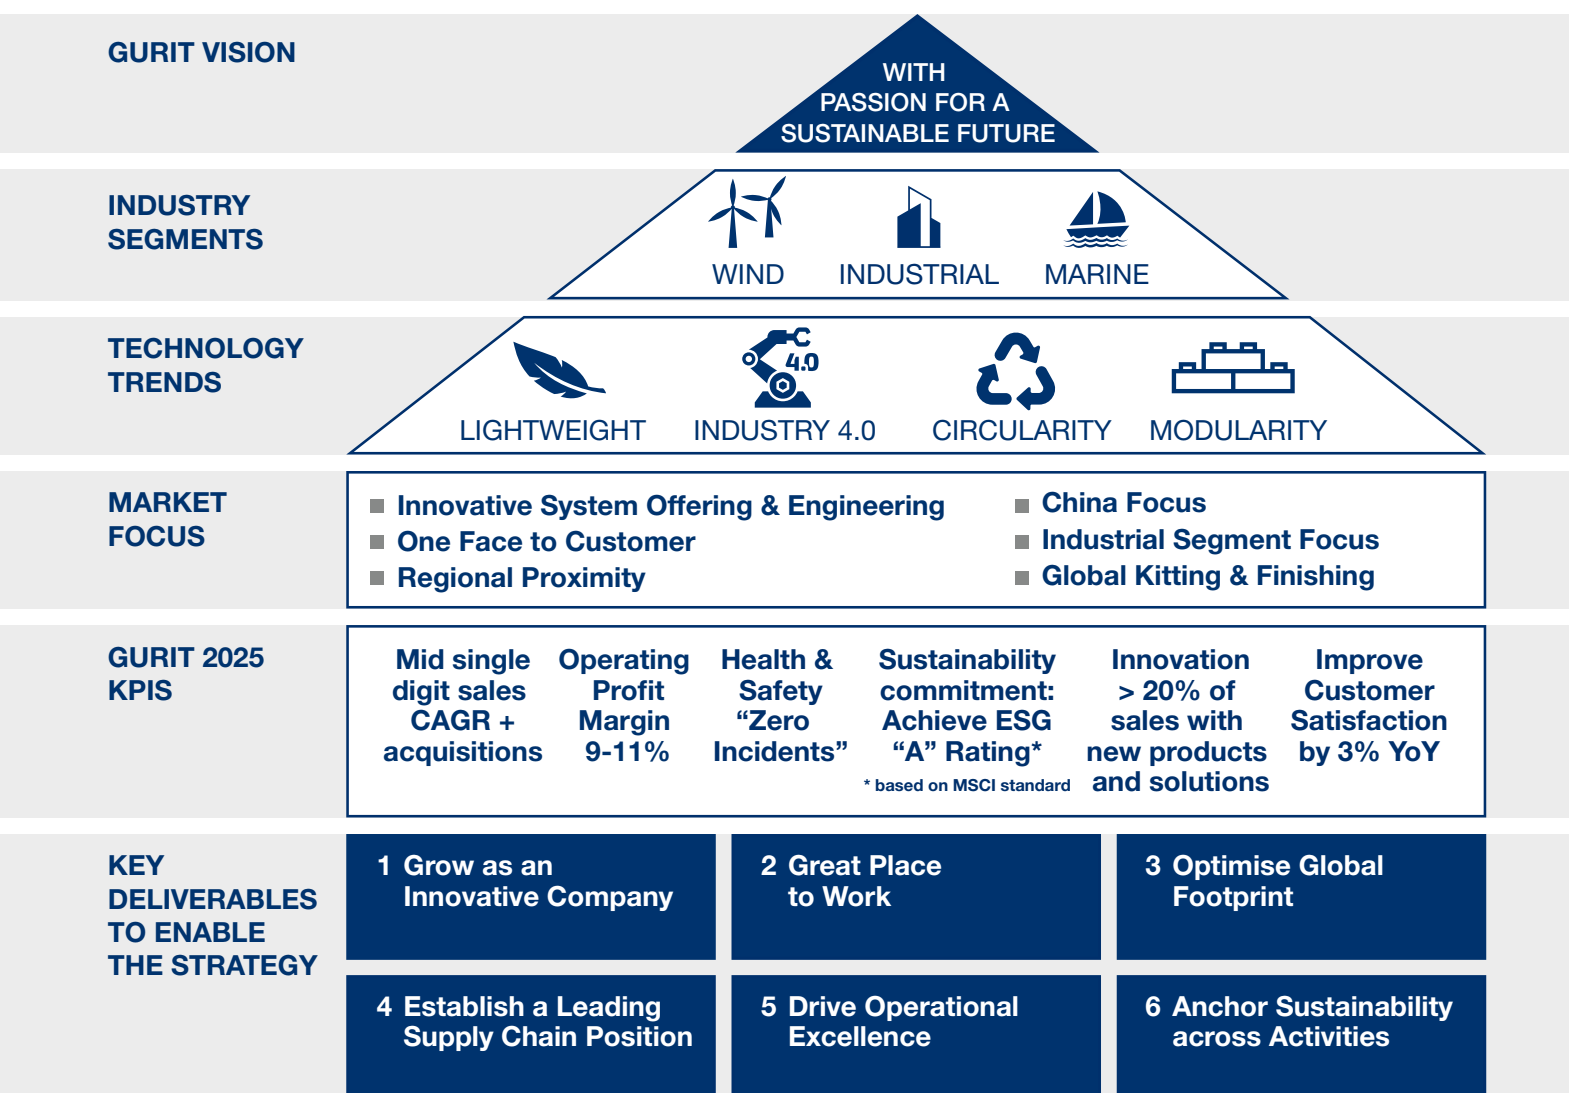 GURIT VISION
WITH
PASSION FOR A
SUSTAINABLE FUTURE
INDUSTRY
SEGMENTS
WIND
INDUSTRIAL
MARINE
TECHNOLOGY
TRENDS
4.0
LIGHTWEIGHT
INDUSTRY 4.0
CIRCULARITY
MODULARITY
MARKET
FOCUS
Innovative System Offering & Engineering
One Face to Customer
Regional Proximity
China Focus
Industrial Segment Focus
Global Kitting & Finishing
GURIT 2025
KPIS
Mid single
digit sales
CAGR +
acquisitions
Operating
Profit
Margin
9-11%
Health &
Safety
“Zero
Incidents”
Sustainability
commitment:
Achieve ESG
“A” Rating*
* based on MSCI standard
Innovation
> 20% of
sales with
new products
and solutions
Improve
Customer
Satisfaction
by 3% YoY
KEY
DELIVERABLES
TO ENABLE
THE STRATEGY
1 Grow as an
Innovative Company
2 Great Place
to Work
3 Optimise Global
Footprint
4 Establish a Leading
Supply Chain Position
5 Drive Operational
Excellence
6 Anchor Sustainability
across Activities